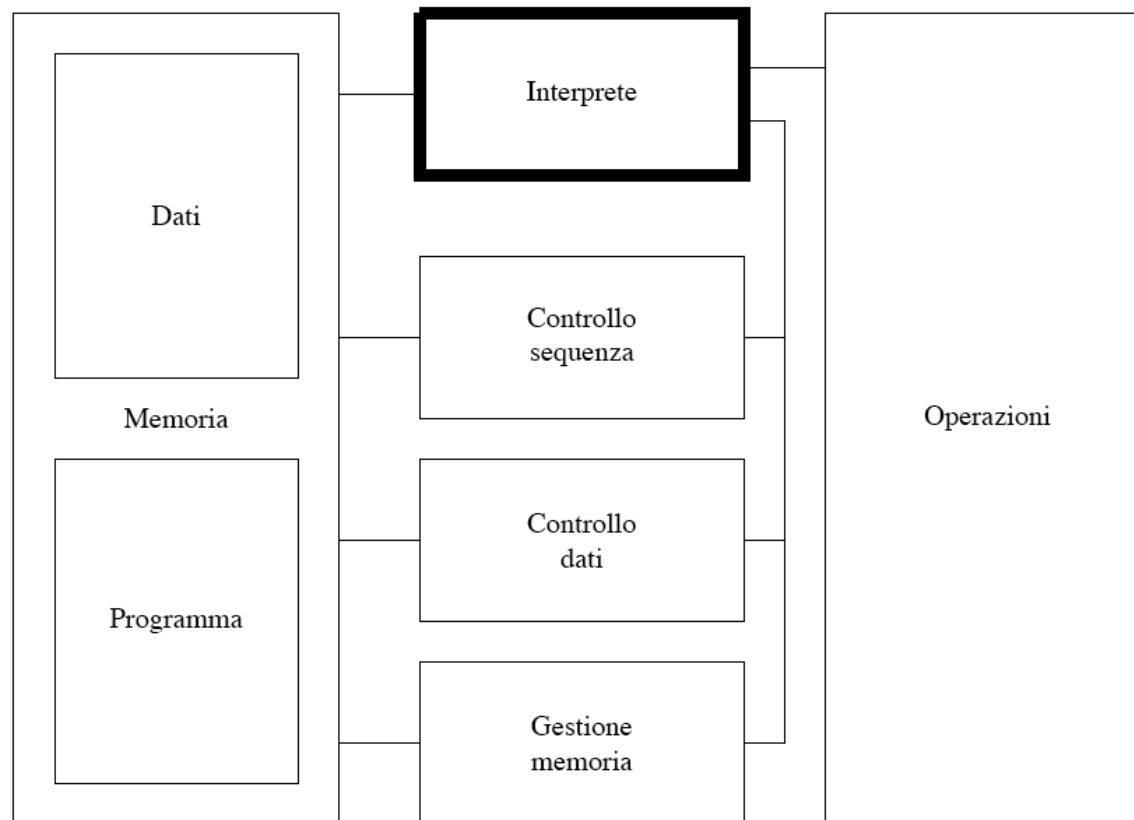 Dati
Memoria
Programma
Interprete
Controllo
sequenza
Controllo
dati
Gestione
memoria
Operazioni